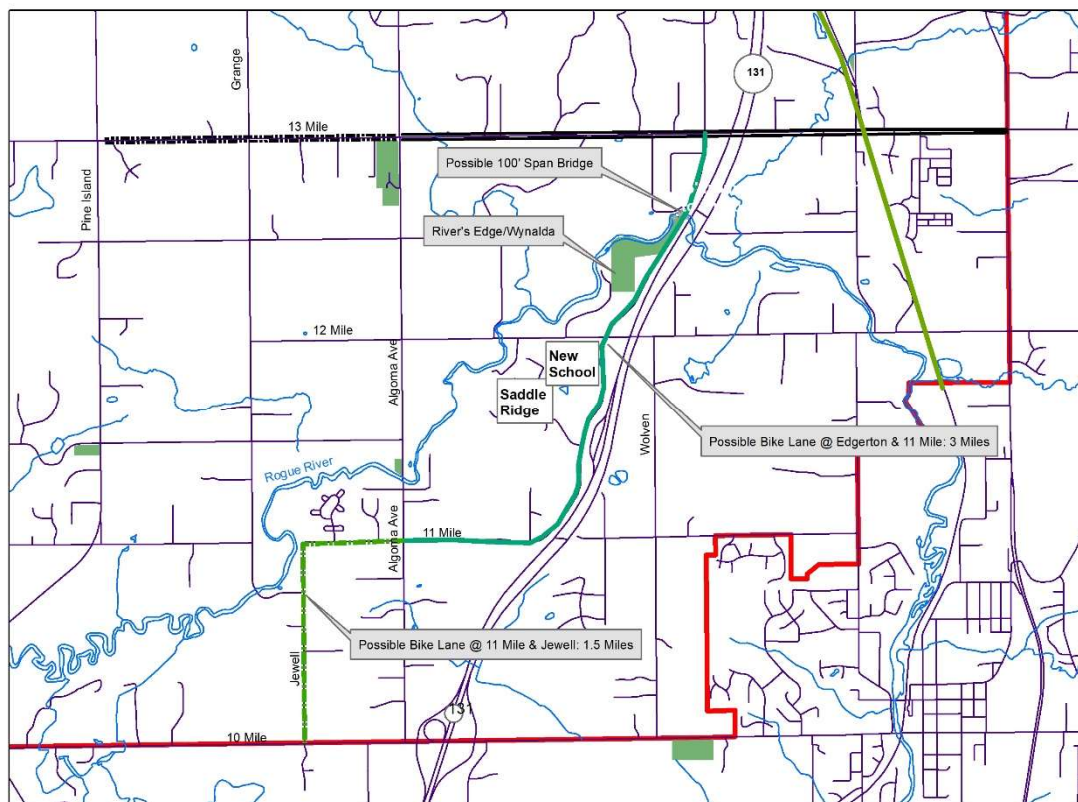 131
Grange
13 Mile
Possible 100' Span Bridge
Pine Island
River's Edge/Wynalda
12 Mile
Algoma Ave
New
School
Saddle
Ridge
Wolven
Possible Bike Lane @ Edgerton & 11 Mile: 3 Miles
Rogue River
Algoma Ave
11 Mile
Possible Bike Lane @ 11 Mile & Jewell: 1.5 Miles
Jewell
131
10 Mile